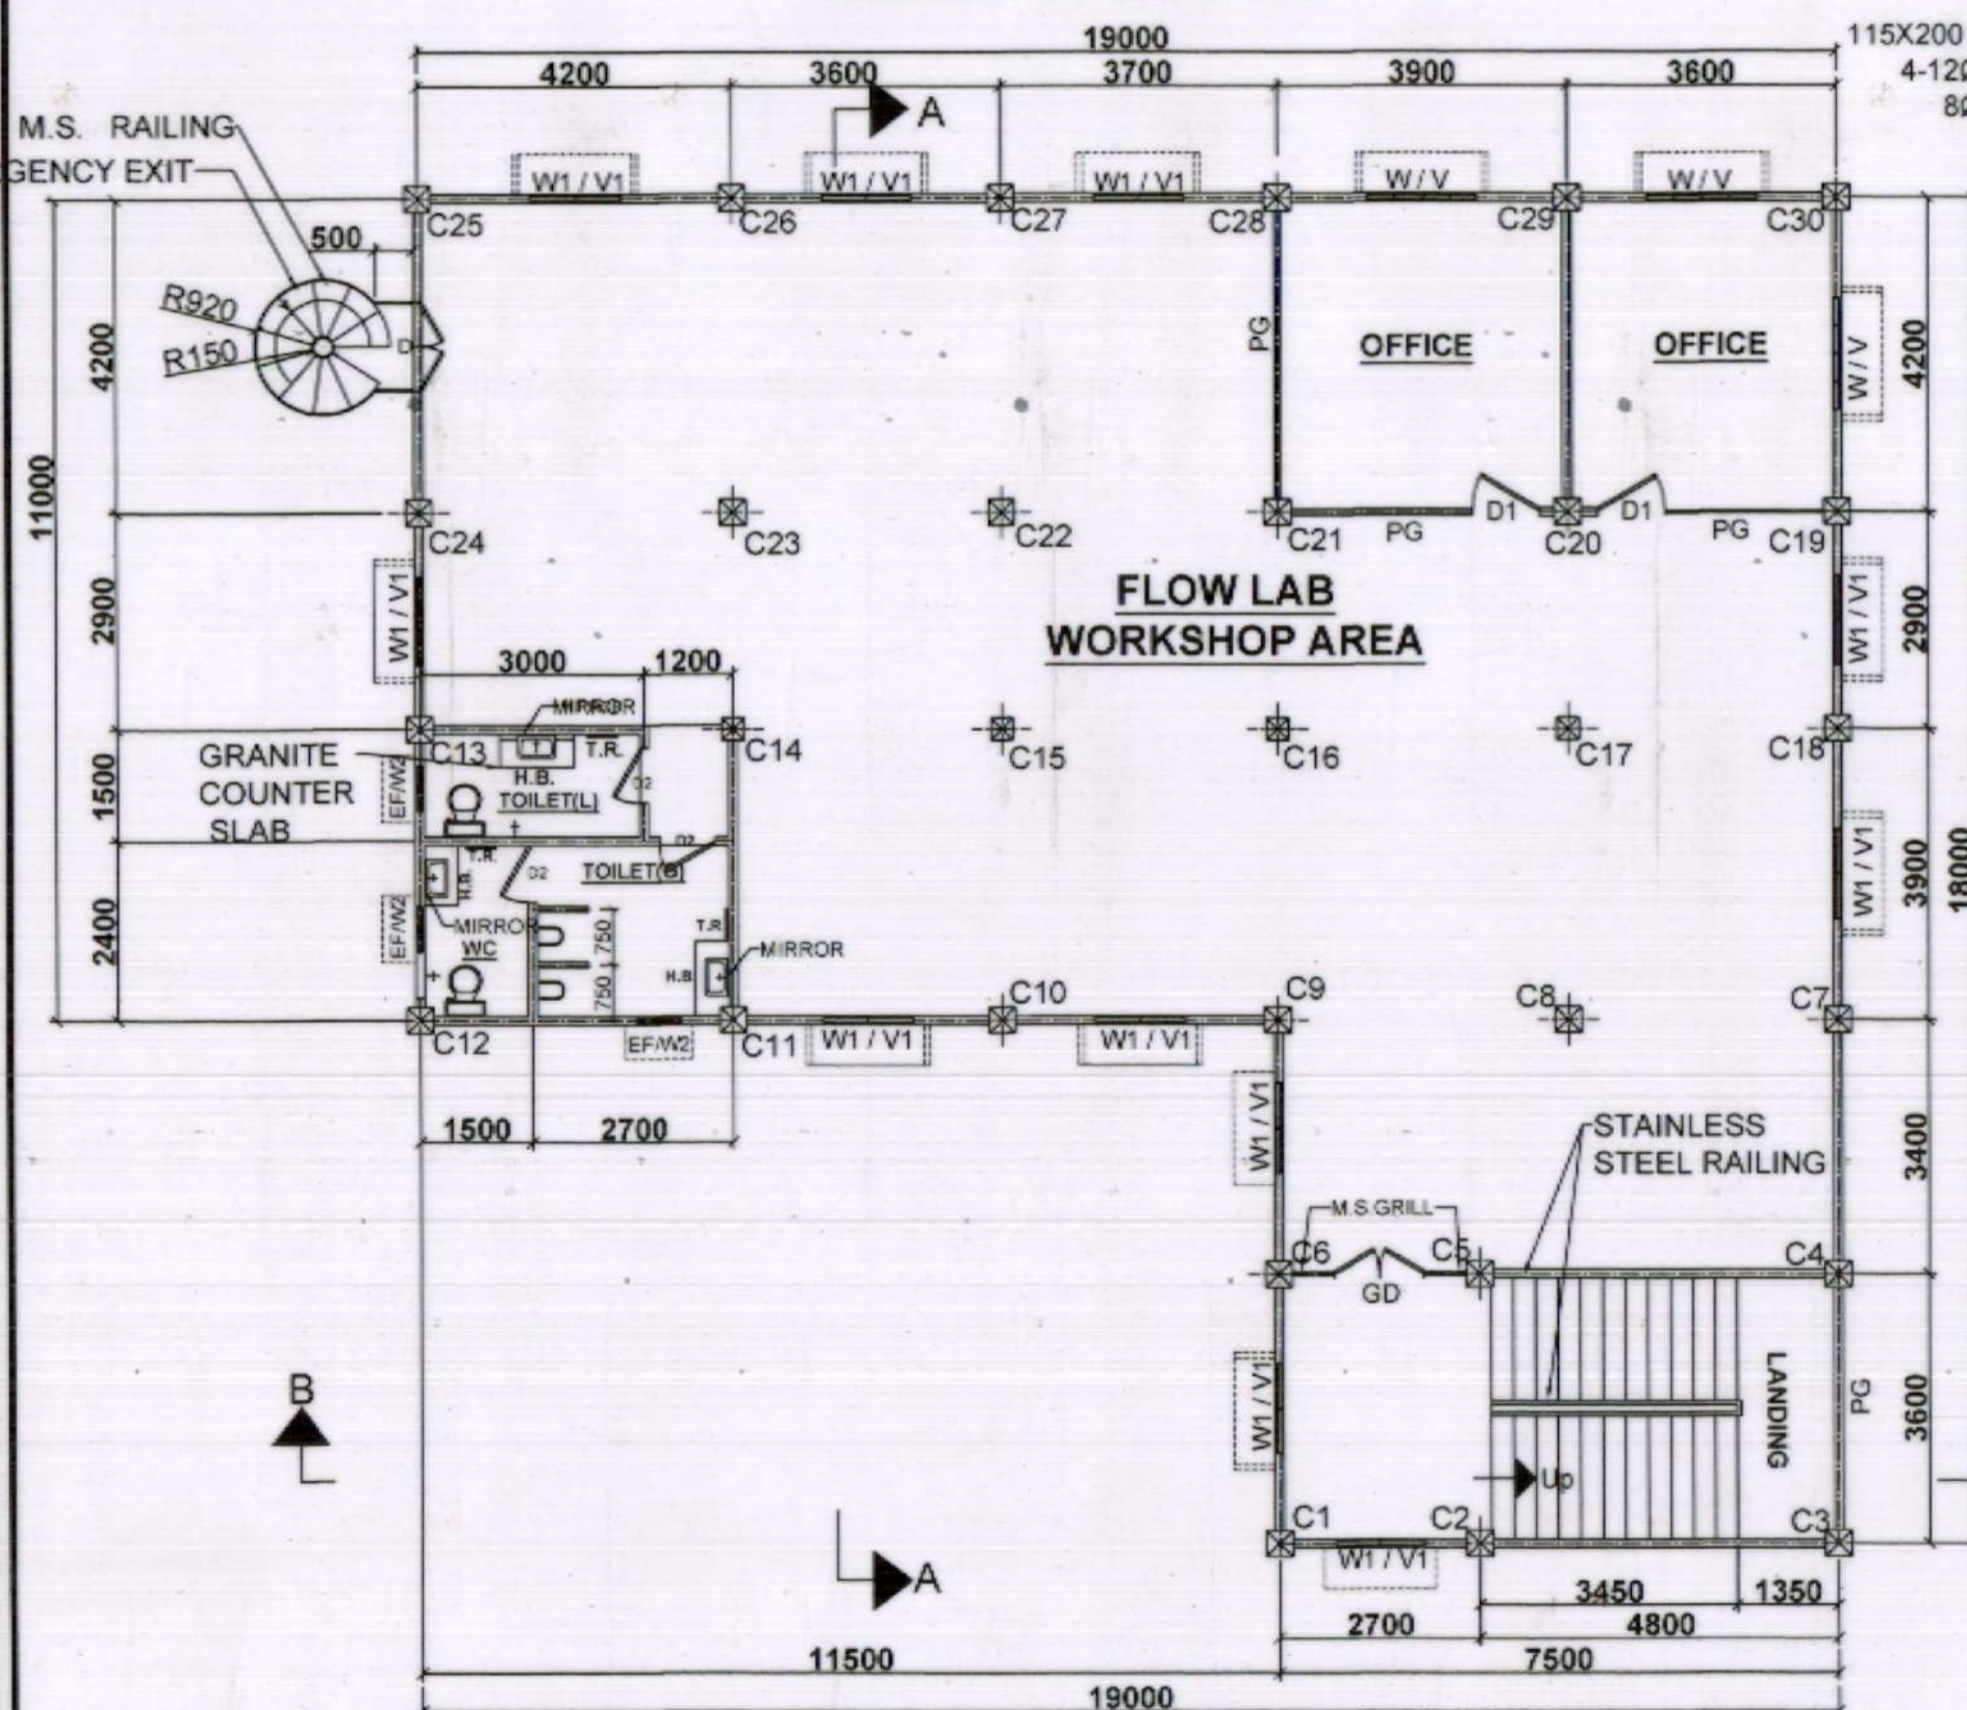 19000
115X200
4200 3600 3700 3900 3600
A
M.S. RAILING
GENCY EXIT
W1 / V1 W1 / V1 W1 / V1 W / V W / V
C25 C26 C27 C28 C29 C30
500
R920
R150
D
4200
11000
PG
OFFICE
OFFICE
W / V
4200
D1 D1
PG PG
C24 C23 C22 C21 C20 C19
FLOW LAB
WORKSHOP AREA
2900
W1 / V1
3000 1200
W1 / V1
2900
MIRROR
C13 C14 C15 C16 C17 C18
T.R.
H.B.
TOILET(L)
D2
GRANITE
COUNTER
SLAB
EF/W2
1500
D2
T.R.
D2
TOILET(G)
H.B.
MIRROR
WC
EF/W2
2400
750
750
T.R
H.B
MIRROR
W1 / V1
3900
18000
C12 C11 C10 C9 C8 C7
EF/W2
W1 / V1 W1 / V1
1500 2700
W1 / V1
STAINLESS
STEEL RAILING
3400
M.S.GRILL
C6 C5 C4
GD
W1 / V1
LANDING
PG
3600
B
Up
C1 C2 C3
W1 / V1
A
3450 1350
2700 4800
11500 7500
19000